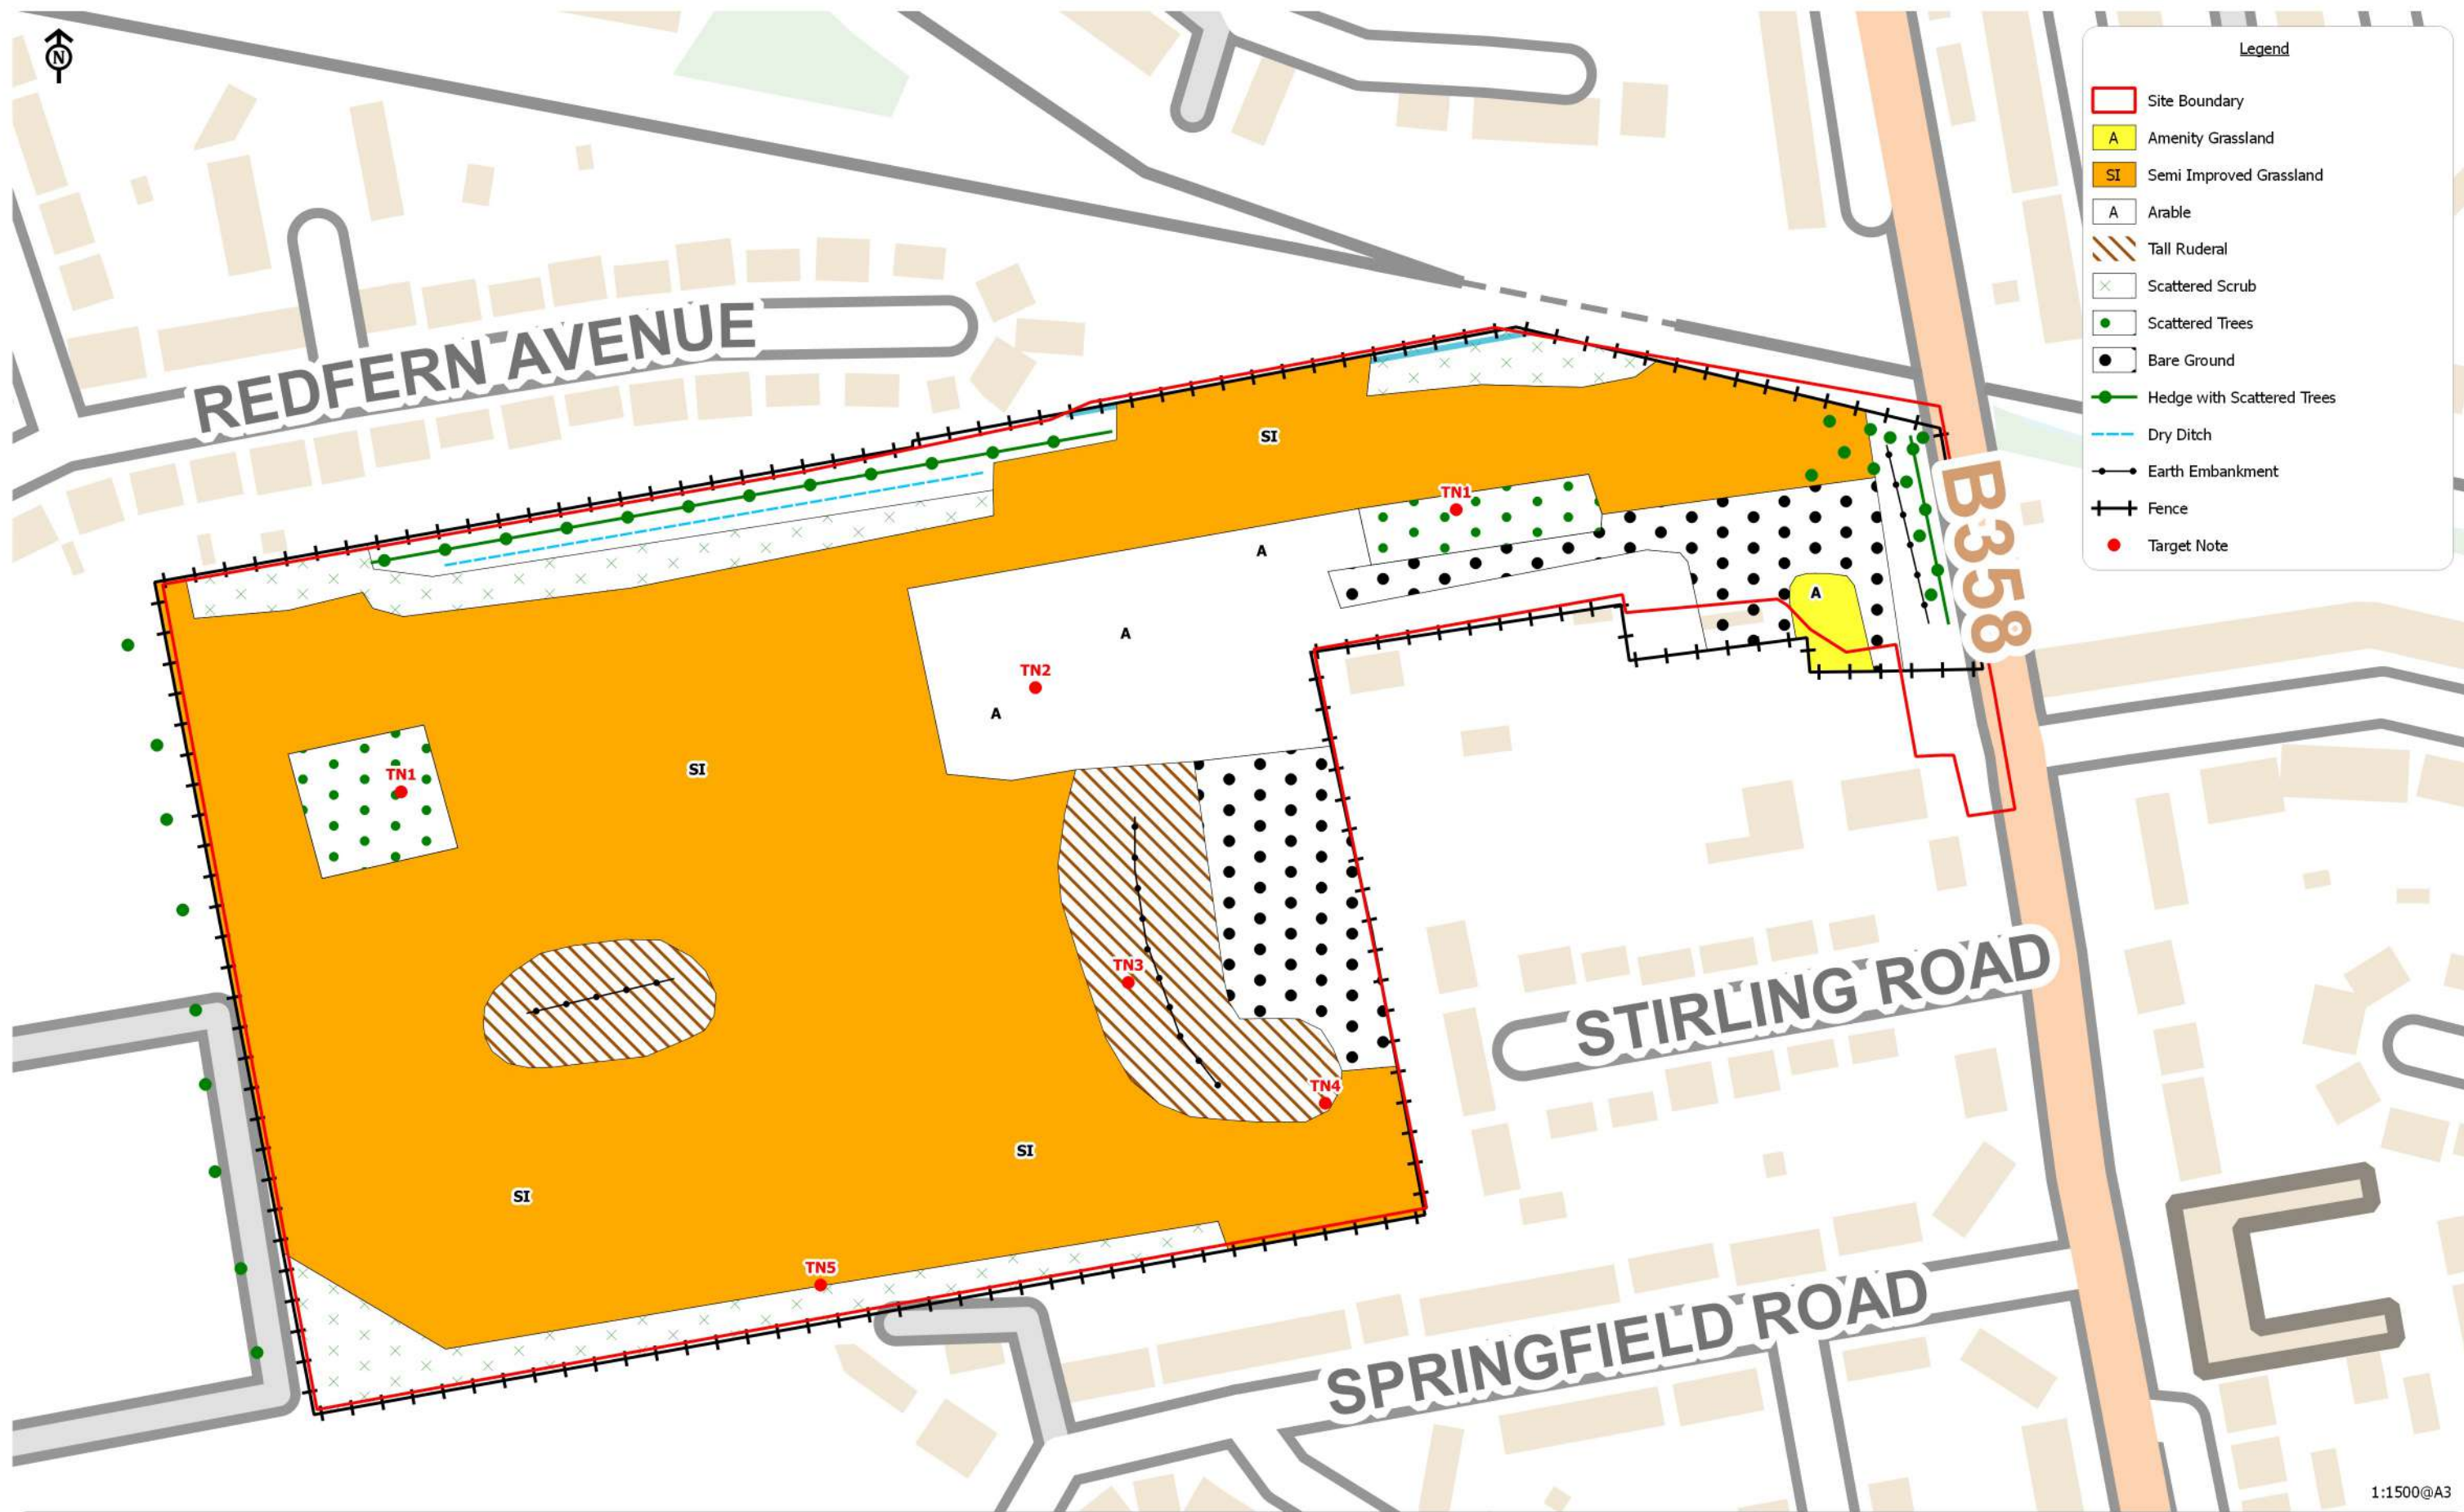 N
Legend
Site Boundary
A Amenity Grassland
SI Semi Improved Grassland
A Arable
Tall Ruderal
Scattered Scrub
Scattered Trees
Bare Ground
Hedge with Scattered Trees
Dry Ditch
Earth Embankment
Fence
Target Note
REDFERN AVENUE
SI
TN1
A
B358
A
A
TN2
A
SI
TN1
TN3
STIRLING ROAD
TN4
SI
SI
TN5
SPRINGFIELD ROAD
1:1500@A3